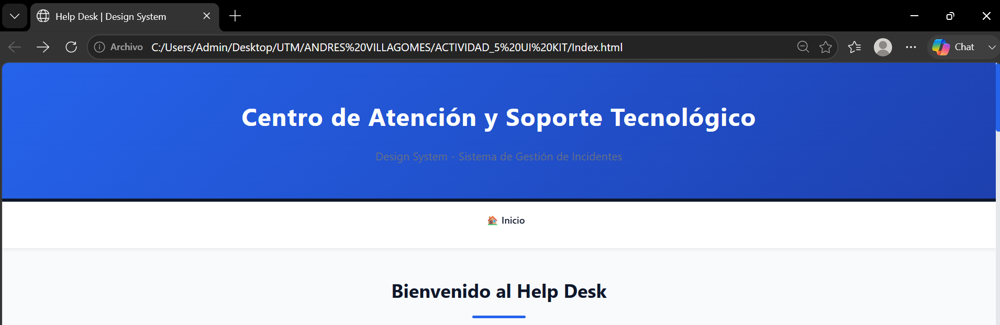 Help Desk | Design System
Archivo C:/Users/Admin/Desktop/UTM/ANDRES%20VILLAGOMES/ACTIVIDAD_5%20UI%20KIT/Index.html
Chat
Centro de Atención y Soporte Tecnológico
Design System - Sistema de Gestión de Incidentes
Inicio
Bienvenido al Help Desk